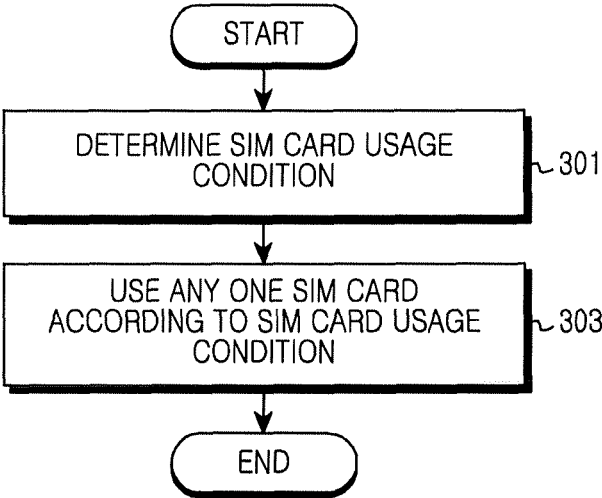 START
DETERMINE SIM CARD USAGE
CONDITION
301
USE ANY ONE SIM CARD
ACCORDING TO SIM CARD USAGE
CONDITION
303
END